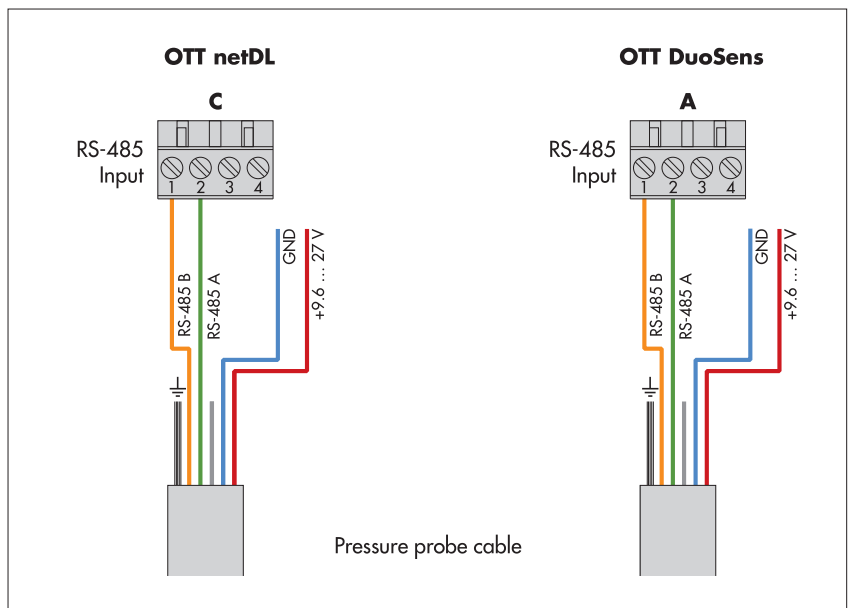 OTT netDL
C
RS-485
Input
1 2 3 4
RS-485 B
RS-485 A
GND
+9.6 ... 27 V
OTT DuoSens
A
RS-485
Input
1 2 3 4
RS-485 B
RS-485 A
GND
+9.6 ... 27 V
Pressure probe cable